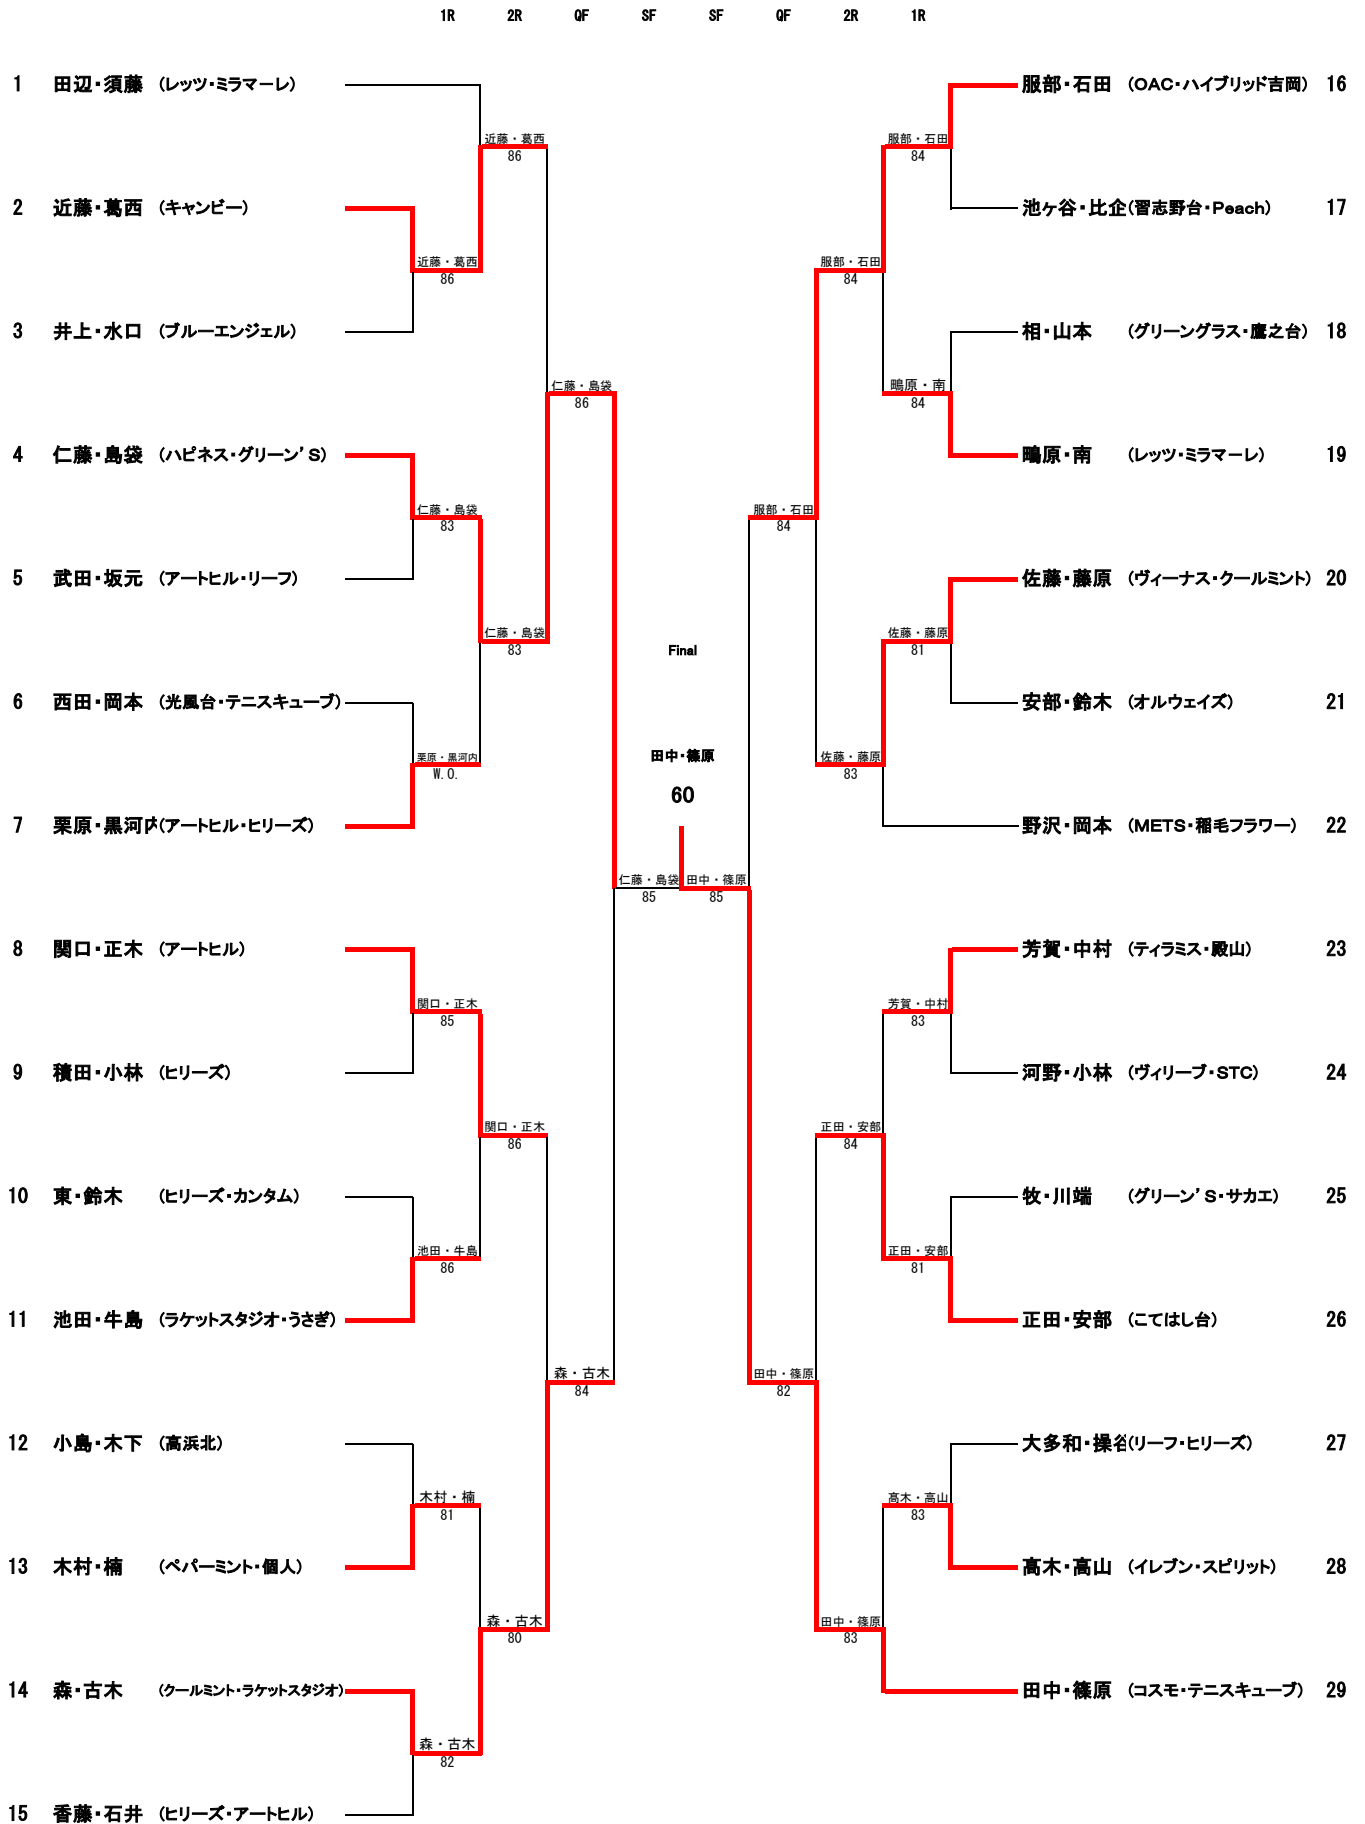 1R 2R QF SF SF QF 2R 1R
1 田辺・須藤 (レッツ・ミラマーレ) 服部・石田 (OAC・ハイブリッド吉岡) 16
近藤・葛西 服部・石田
86 84
2 近藤・葛西 (キャンビー) 池ヶ谷・比企(習志野台・Peach) 17
近藤・葛西 服部・石田
86 84
3 井上・水口 (ブルーエンジェル) 相・山本 (グリーングラス・鷹之台) 18
仁藤・島袋 鴫原・南
86 84
4 仁藤・島袋 (ハピネス・グリーン'S) 鴫原・南 (レッツ・ミラマーレ) 19
仁藤・島袋 服部・石田
83 84
5 武田・坂元 (アートヒル・リーフ) 佐藤・藤原 (ヴィーナス・クールミント) 20
仁藤・島袋 佐藤・藤原
83 Final 81
6 西田・岡本 (光風台・テニスキューブ) 安部・鈴木 (オルウェイズ) 21
栗原・黒河内 田中・篠原 佐藤・藤原
W.O. 60 83
7 栗原・黒河内(アートヒル・ヒリーズ) 野沢・岡本 (METS・稲毛フラワー) 22
仁藤・島袋 田中・篠原
85 85
8 関口・正木 (アートヒル) 芳賀・中村 (ティラミス・殿山) 23
関口・正木 芳賀・中村
85 83
9 積田・小林 (ヒリーズ) 河野・小林 (ヴィリーブ・STC) 24
関口・正木 正田・安部
86 84
10 東・鈴木 (ヒリーズ・カンタム) 牧・川端 (グリーン'S・サカエ) 25
池田・牛島 正田・安部
86 81
11 池田・牛島 (ラケットスタジオ・うさぎ) 正田・安部 (こてはし台) 26
森・古木 田中・篠原
84 82
12 小島・木下 (高浜北) 大多和・操谷(リーフ・ヒリーズ) 27
木村・楠 髙木・高山
81 83
13 木村・楠 (ペパーミント・個人) 髙木・高山 (イレブン・スピリット) 28
森・古木 田中・篠原
80 83
14 森・古木 (クールミント・ラケットスタジオ) 田中・篠原 (コスモ・テニスキューブ) 29
森・古木
82
15 香藤・石井 (ヒリーズ・アートヒル)